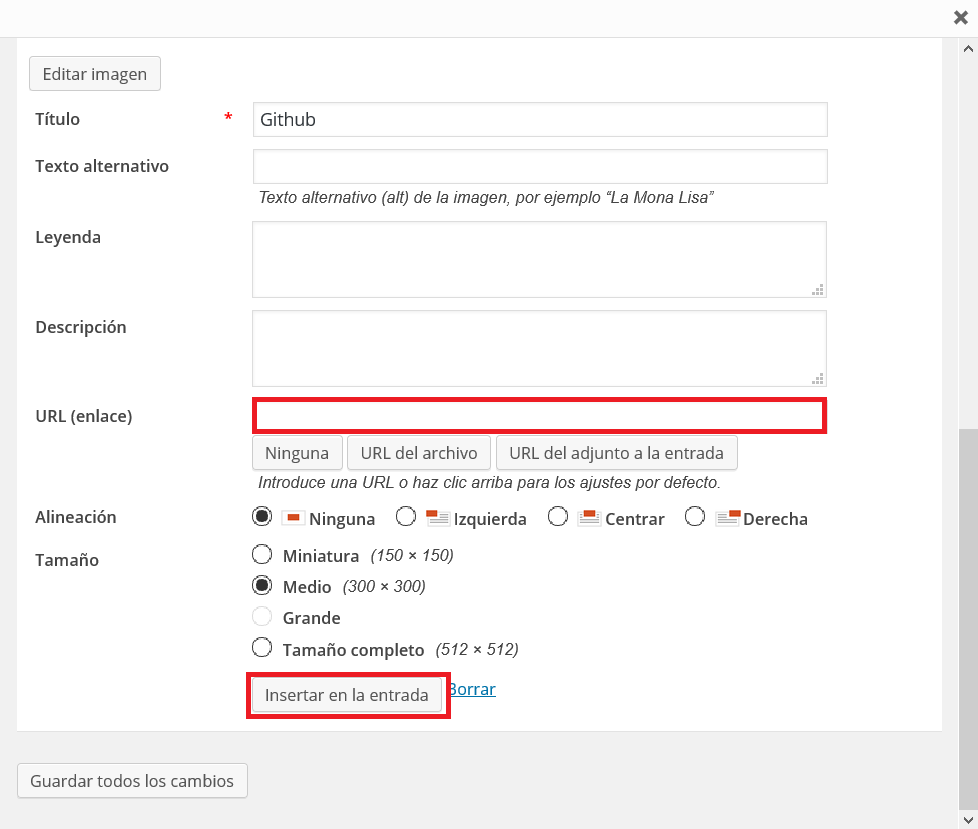 Editar imagen
Título * Github
Texto alternativo
Texto alternativo (alt) de la imagen, por ejemplo “La Mona Lisa”
Leyenda
Descripción
URL (enlace)
Ninguna URL del archivo URL del adjunto a la entrada
Introduce una URL o haz clic arriba para los ajustes por defecto.
Alineación Ninguna Izquierda Centrar Derecha
Tamaño Miniatura (150 × 150)
Medio (300 × 300)
Grande
Tamaño completo (512 × 512)
Insertar en la entrada Borrar
Guardar todos los cambios